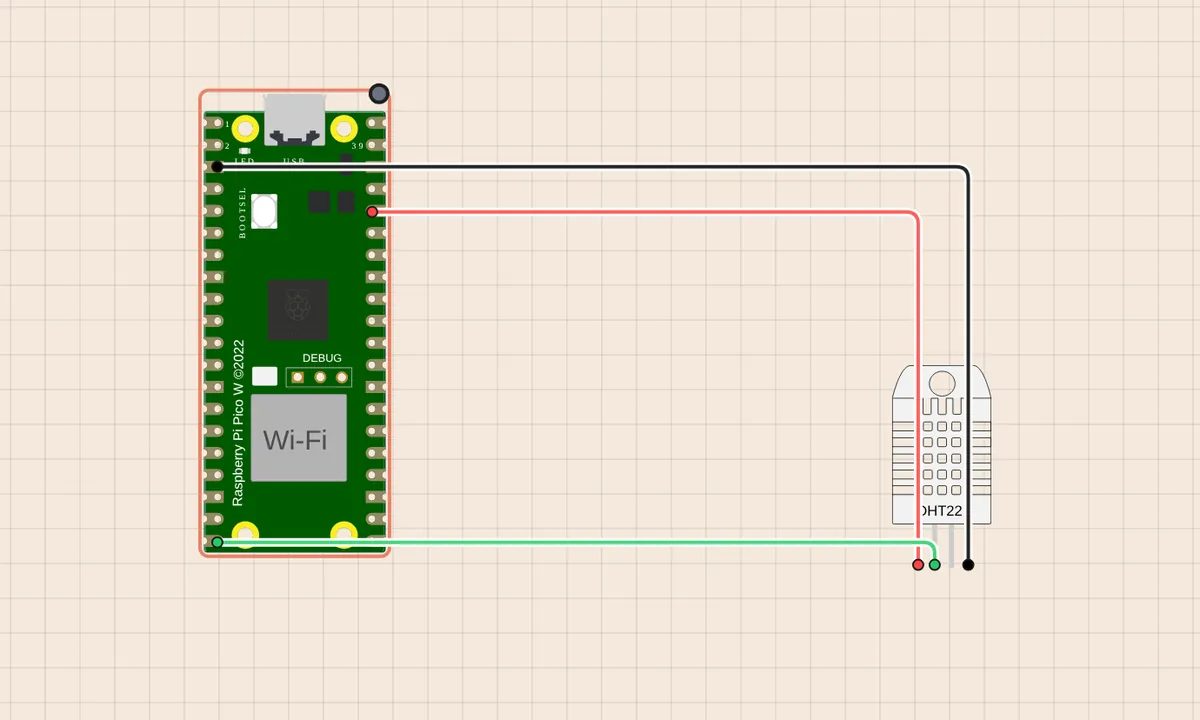 1
2
39
LED
USB
BOOTSEL
DEBUG
Raspberry Pi Pico W ©2022
Wi-Fi
DHT22